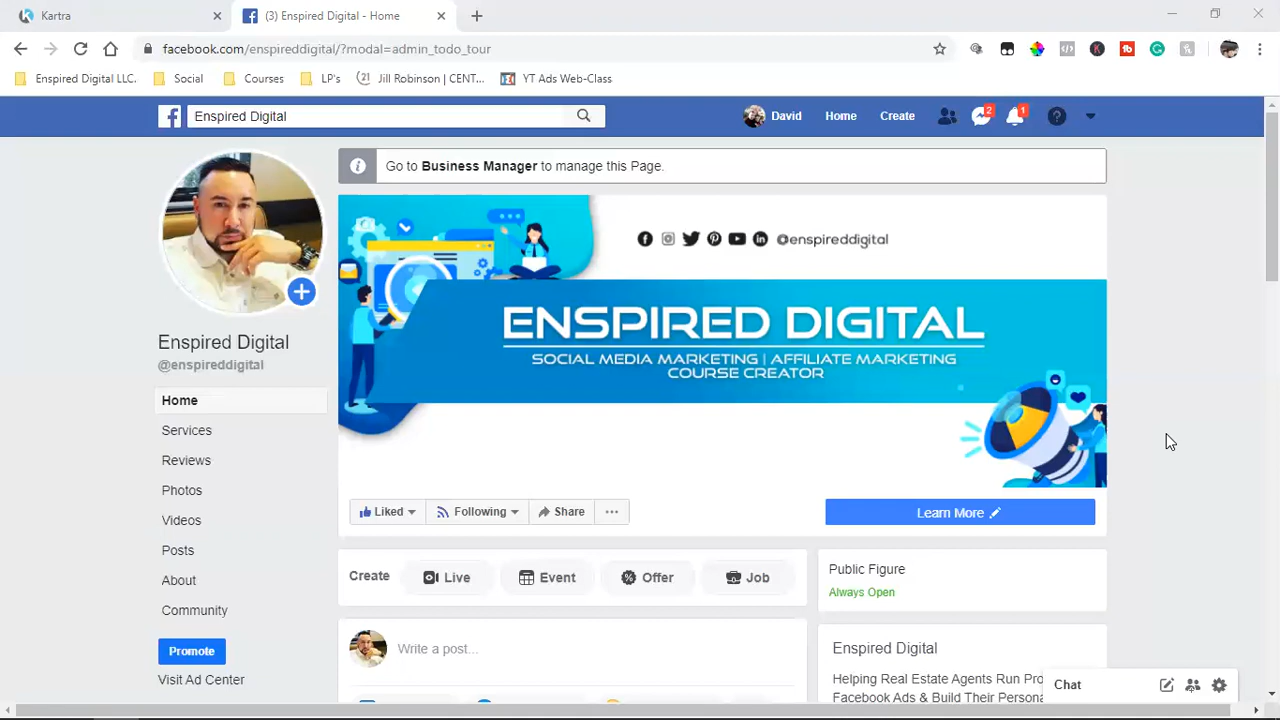 Kartra
(3) Enspired Digital - Home
facebook.com/enspireddigital/?modal=admin_todo_tour
Enspired Digital LLC.
Social
Courses
LP's
Jill Robinson | CENT...
YT Ads Web-Class
Enspired Digital
David
Home
Create
2
1
Go to Business Manager to manage this Page.
@enspireddigital
ENSPIRED DIGITAL
SOCIAL MEDIA MARKETING | AFFILIATE MARKETING
COURSE CREATOR
Enspired Digital
@enspireddigital
Home
Services
Reviews
Photos
Videos
Posts
About
Community
Promote
Visit Ad Center
Liked
Following
Share
Learn More
Create
Live
Event
Offer
Job
Write a post...
Public Figure
Always Open
Enspired Digital
Helping Real Estate Agents Run Pro
Facebook Ads & Build Their Persona
Chat